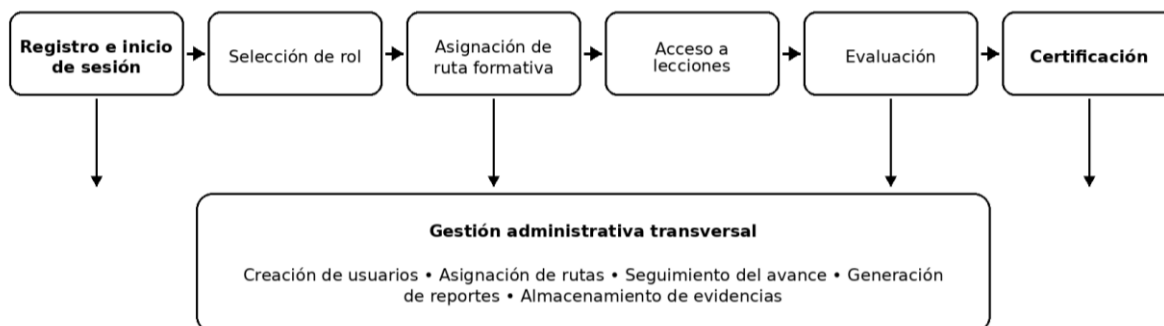 Registro e inicio
de sesión
Selección de rol
Asignación de
ruta formativa
Acceso a
lecciones
Evaluación
Certificación
Gestión administrativa transversal
Creación de usuarios • Asignación de rutas • Seguimiento del avance • Generación
de reportes • Almacenamiento de evidencias